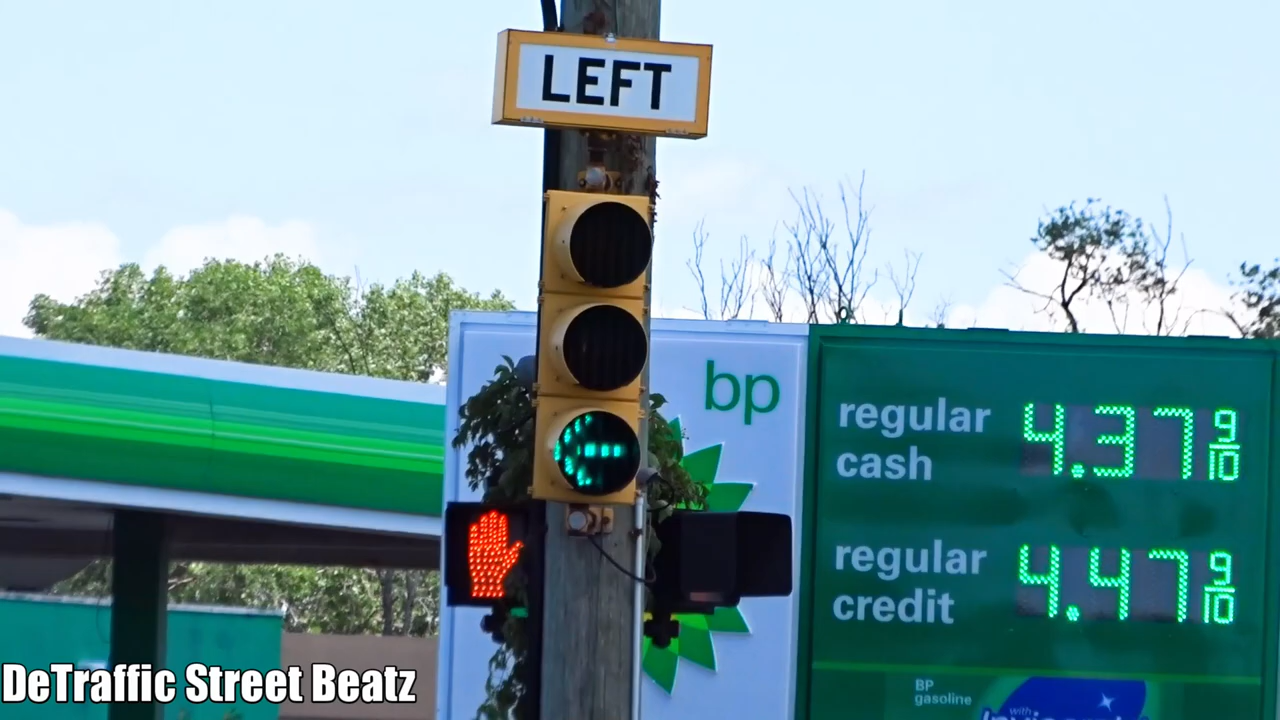 LEFT
bp
regular cash 4.37 9/10
regular credit 4.47 9/10
BP
gasoline
with
DeTraffic Street Beatz